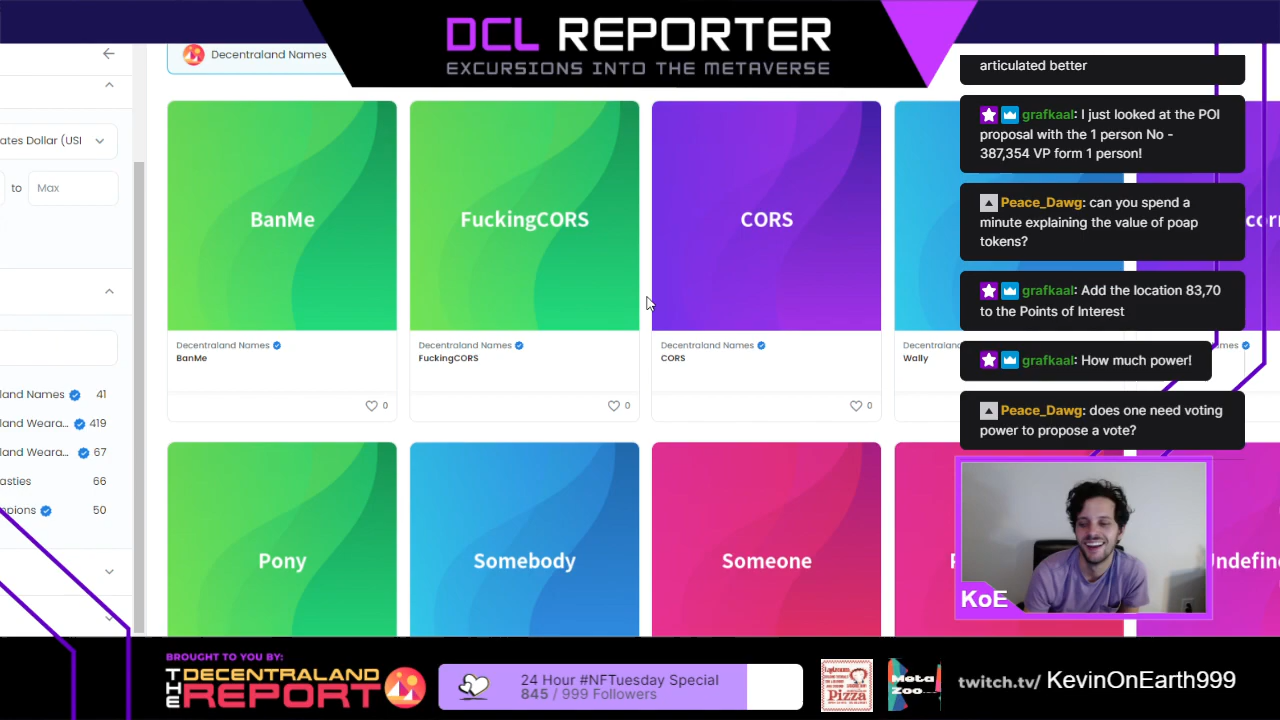 DCL REPORTER
EXCURSIONS INTO THE METAVERSE
Decentraland Names
ates Dollar (USI
to
Max
land Names 41
land Weara... 419
land Weara... 67
asties 66
pions 50
BanMe
Decentraland Names
BanMe
0
FuckingCORS
Decentraland Names
FuckingCORS
0
CORS
Decentraland Names
CORS
0
Decentraland
Wally
Pony
Somebody
Someone
Undefin
articulated better
grafkaal: I just looked at the POI
proposal with the 1 person No -
387,354 VP form 1 person!
Peace_Dawg: can you spend a
minute explaining the value of poap
tokens?
grafkaal: Add the location 83,70
to the Points of Interest
grafkaal: How much power!
Peace_Dawg: does one need voting
power to propose a vote?
KoE
BROUGHT TO YOU BY:
THE DECENTRALAND
REPORT
24 Hour #NFTuesday Special
845 / 999 Followers
Pizza
Meta
Zoo...
twitch.tv/ KevinOnEarth999